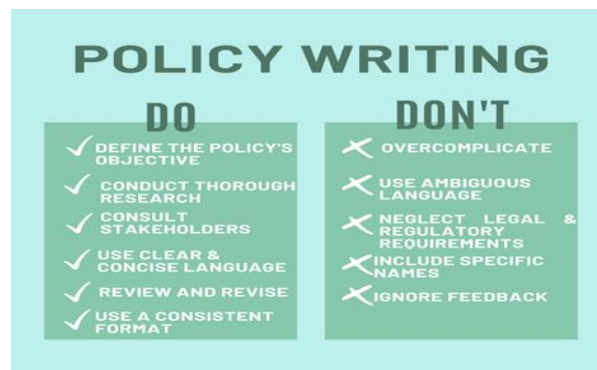 POLICY WRITING
DO
DEFINE THE POLICY'S
OBJECTIVE
CONDUCT THOROUGH
RESEARCH
CONSULT
STAKEHOLDERS
USE CLEAR &
CONCISE LANGUAGE
REVIEW AND REVISE
USE A CONSISTENT
FORMAT
DON'T
OVERCOMPLICATE
USE AMBIGUOUS
LANGUAGE
NEGLECT LEGAL &
REGULATORY
REQUIREMENTS
INCLUDE SPECIFIC
NAMES
IGNORE FEEDBACK